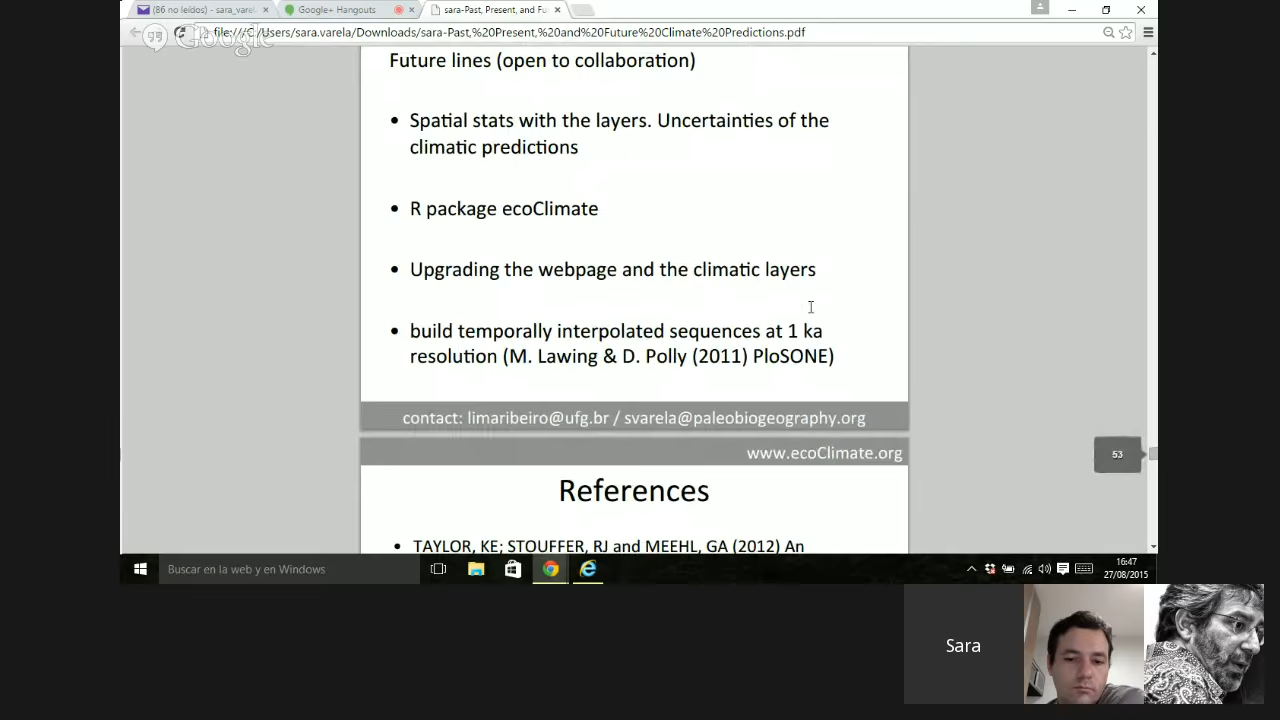 (86 no leídos) - sara_varel
Google+ Hangouts
sara-Past, Present, and Fu
Google
file:///C:/Users/sara.varela/Downloads/sara-Past,%20Present,%20and%20Future%20Climate%20Predictions.pdf
Future lines (open to collaboration)
• Spatial stats with the layers. Uncertainties of the
climatic predictions
• R package ecoClimate
• Upgrading the webpage and the climatic layers
• build temporally interpolated sequences at 1 ka
resolution (M. Lawing & D. Polly (2011) PloSONE)
contact: limaribeiro@ufg.br / svarela@paleobiogeography.org
www.ecoClimate.org
53
References
• TAYLOR, KE; STOUFFER, RJ and MEEHL, GA (2012) An
Buscar en la web y en Windows
16:47
27/08/2015
Sara